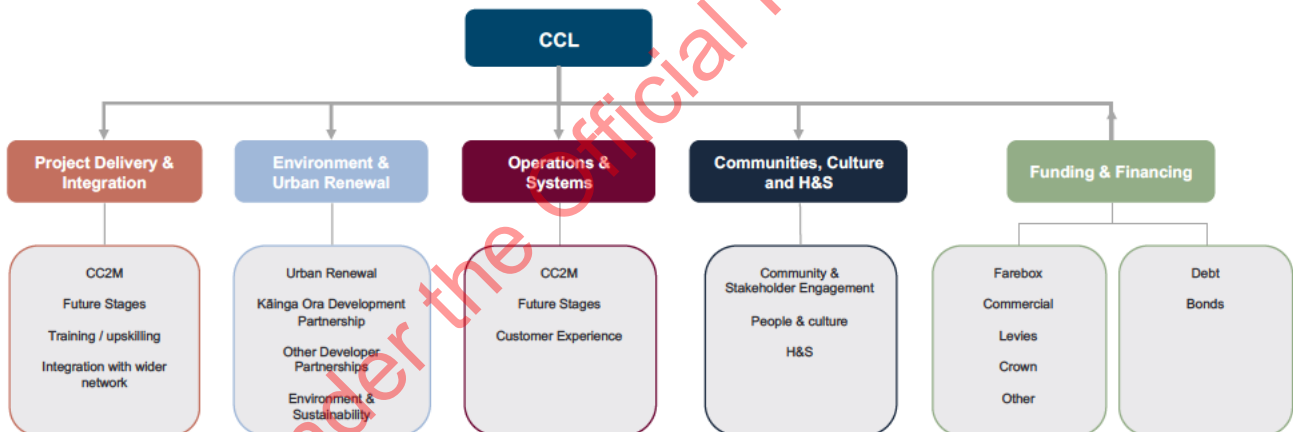 CCL
Project Delivery &
Integration
Environment &
Urban Renewal
Operations &
Systems
Communities, Culture
and H&S
Funding & Financing
CC2M
Future Stages
Training / upskilling
Integration with wider
network
Urban Renewal
Kāinga Ora Development
Partnership
Other Developer
Partnerships
Environment &
Sustainability
CC2M
Future Stages
Customer Experience
Community &
Stakeholder Engagement
People & culture
H&S
Farebox
Commercial
Levies
Crown
Other
Debt
Bonds
the Official